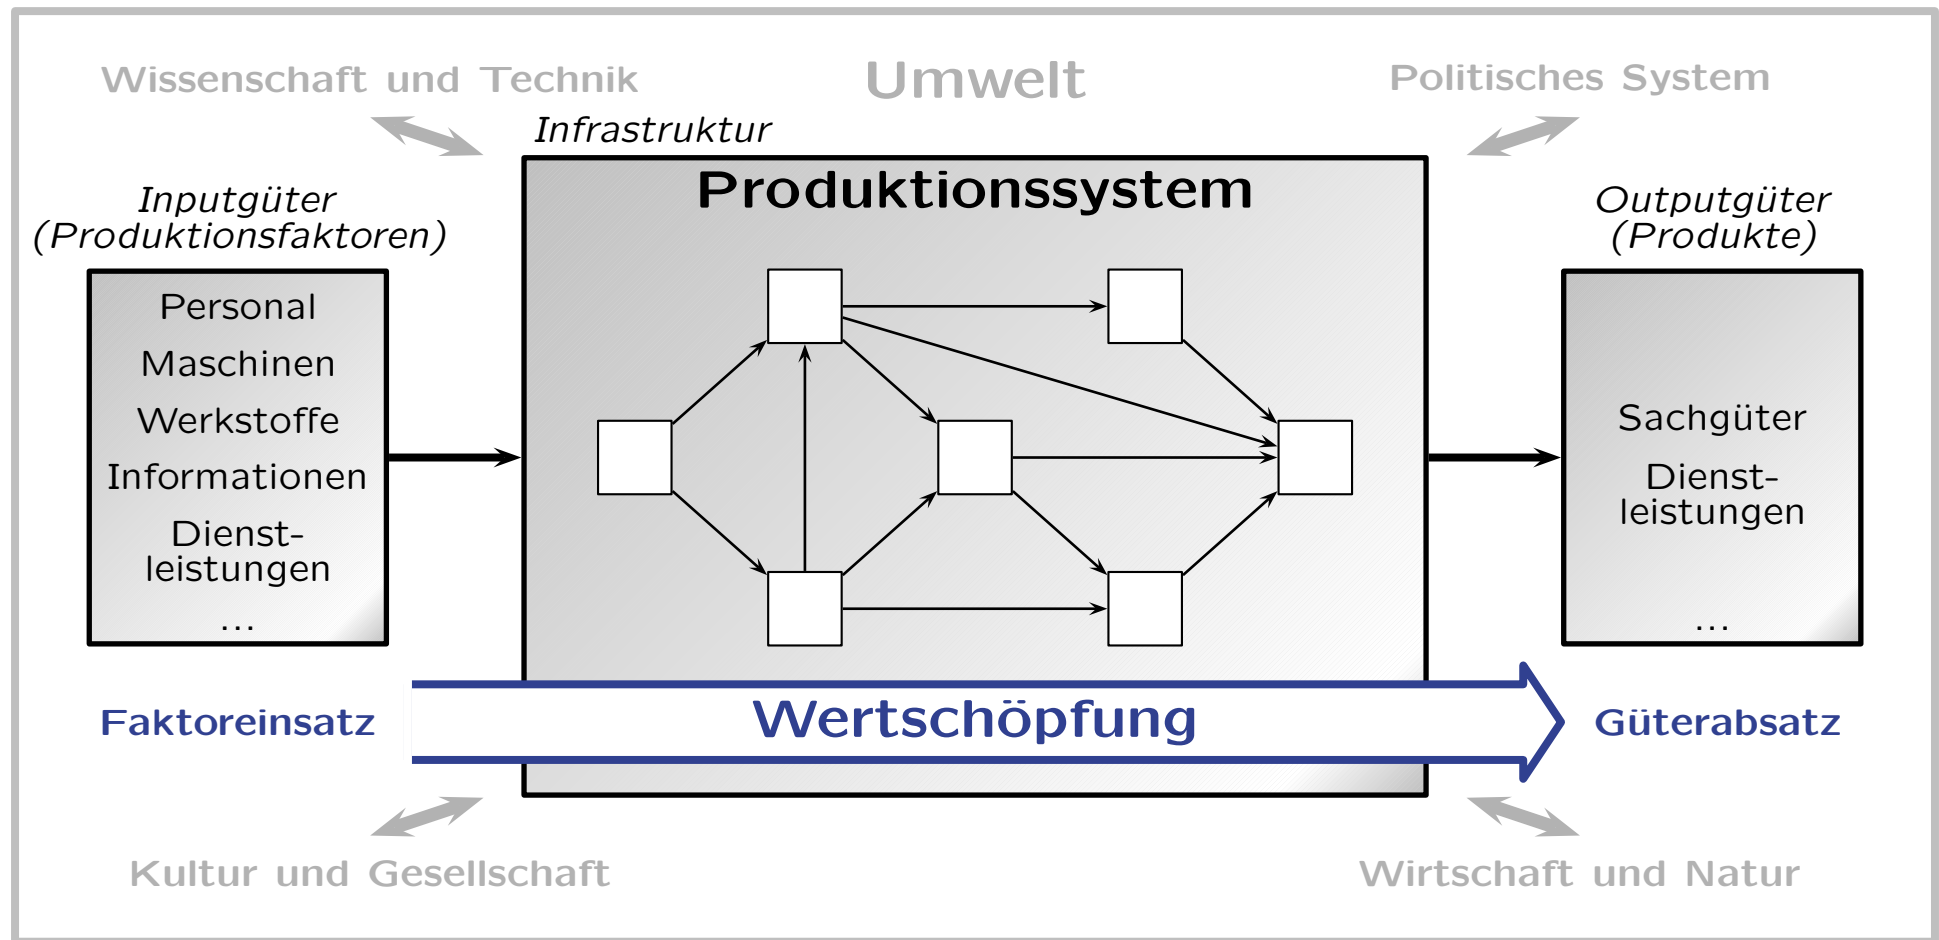 Umwelt
Wissenschaft und Technik
Politisches System
Infrastruktur
Produktionssystem
Inputgüter
(Produktionsfaktoren)
Personal
Maschinen
Werkstoffe
Informationen
Dienst-
leistungen
...
Outputgüter
(Produkte)
Sachgüter
Dienst-
leistungen
...
Faktoreinsatz
Wertschöpfung
Güterabsatz
Kultur und Gesellschaft
Wirtschaft und Natur